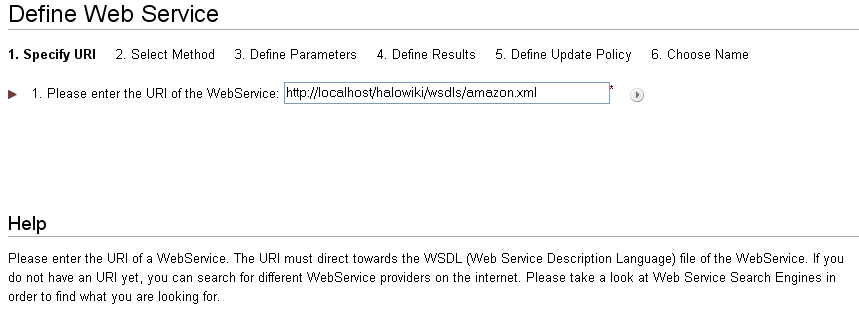 Define Web Service
1. Specify URI 2. Select Method 3. Define Parameters 4. Define Results 5. Define Update Policy 6. Choose Name
1. Please enter the URI of the WebService: http://localhost/halowiki/wsdls/amazon.xml *
Help
Please enter the URI of a WebService. The URI must direct towards the WSDL (Web Service Description Language) file of the WebService. If you
do not have an URI yet, you can search for different WebService providers on the internet. Please take a look at Web Service Search Engines in
order to find what you are looking for.